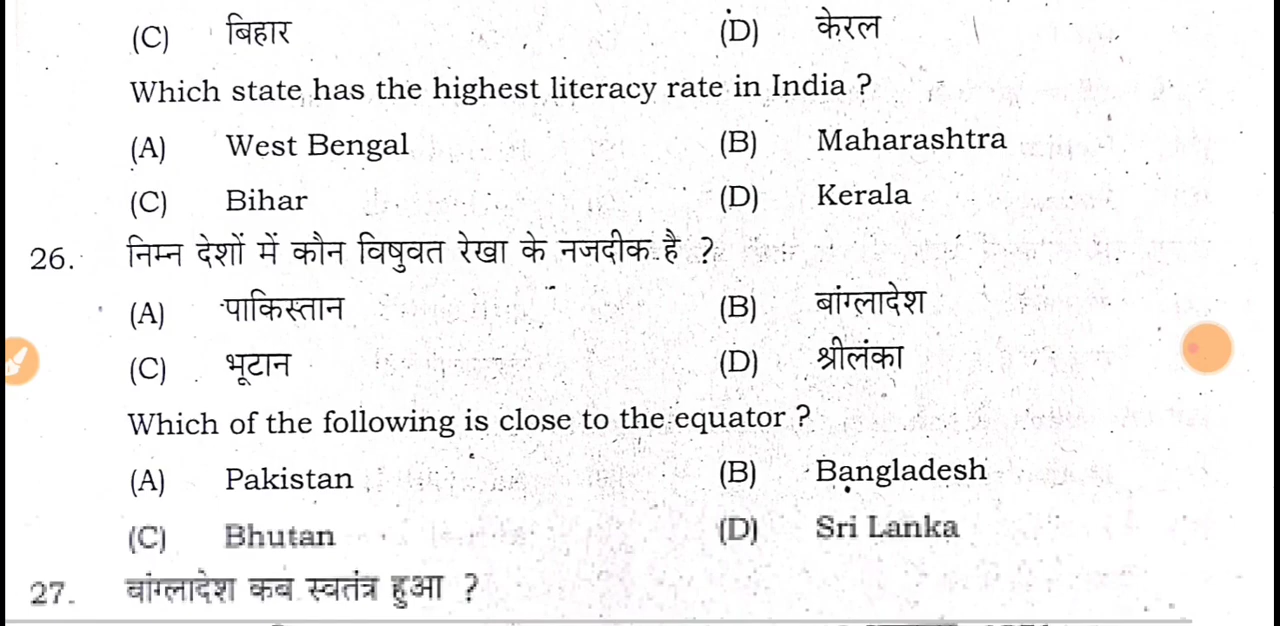 (C) बिहार (D) केरल
Which state has the highest literacy rate in India ?
(A) West Bengal (B) Maharashtra
(C) Bihar (D) Kerala
26. निम्न देशों में कौन विषुवत रेखा के नजदीक है ?
(A) पाकिस्तान (B) बांग्लादेश
(C) भूटान (D) श्रीलंका
Which of the following is close to the equator ?
(A) Pakistan (B) Bangladesh
(C) Bhutan (D) Sri Lanka
27. बांग्लादेश कब स्वतंत्र हुआ ?